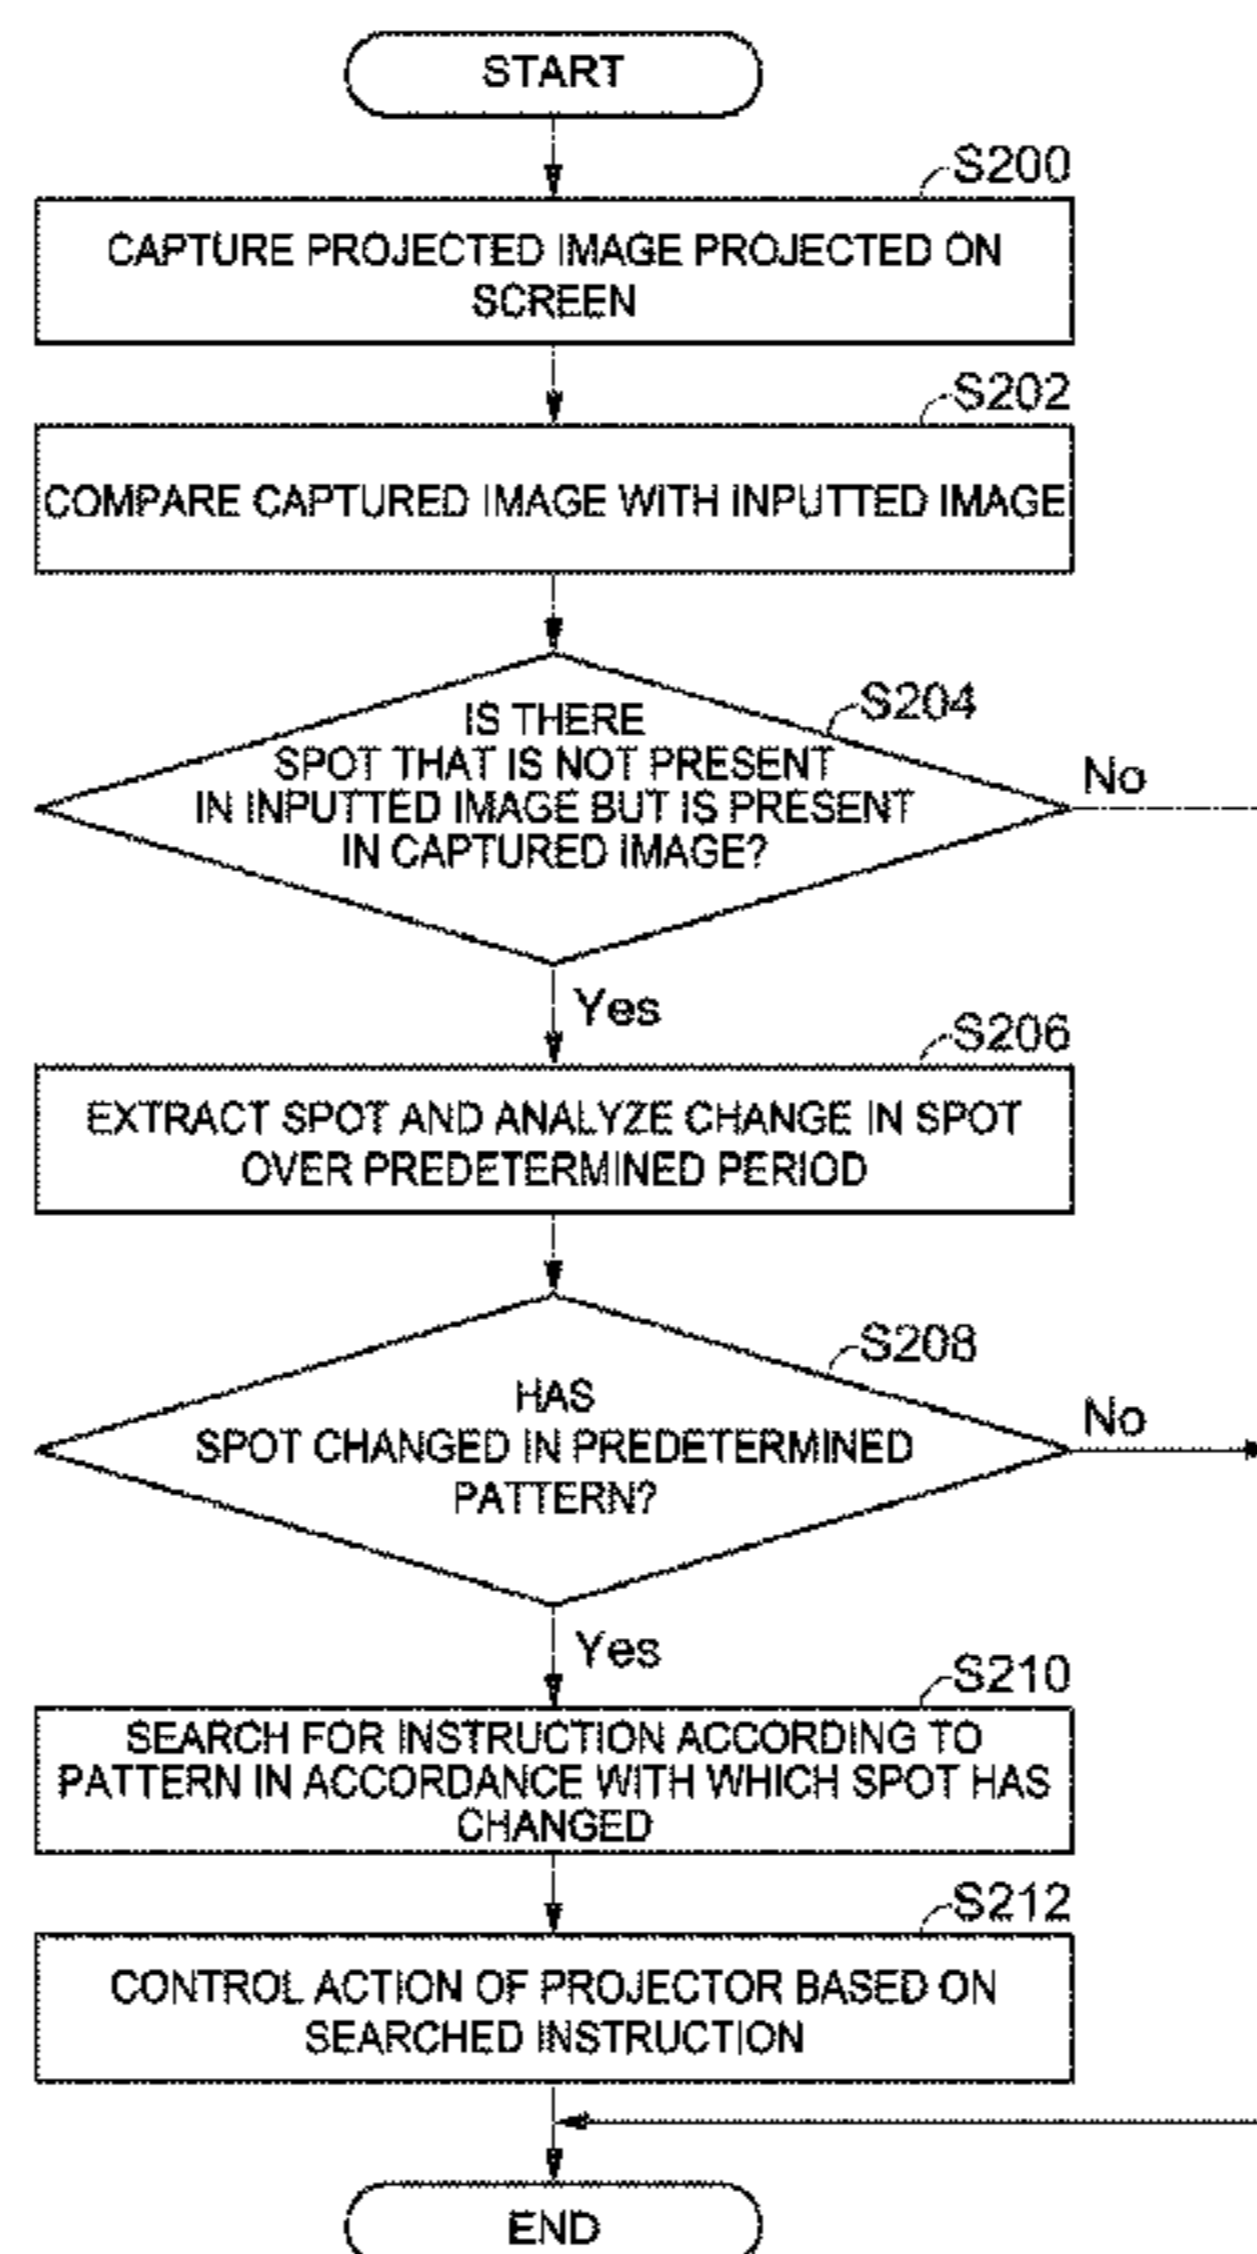 START
S200
CAPTURE PROJECTED IMAGE PROJECTED ON
SCREEN
S202
COMPARE CAPTURED IMAGE WITH INPUTTED IMAGE
S204
IS THERE
SPOT THAT IS NOT PRESENT
IN INPUTTED IMAGE BUT IS PRESENT
IN CAPTURED IMAGE?
No
Yes
S206
EXTRACT SPOT AND ANALYZE CHANGE IN SPOT
OVER PREDETERMINED PERIOD
S208
HAS
SPOT CHANGED IN PREDETERMINED
PATTERN?
No
Yes
S210
SEARCH FOR INSTRUCTION ACCORDING TO
PATTERN IN ACCORDANCE WITH WHICH SPOT HAS
CHANGED
S212
CONTROL ACTION OF PROJECTOR BASED ON
SEARCHED INSTRUCTION
END